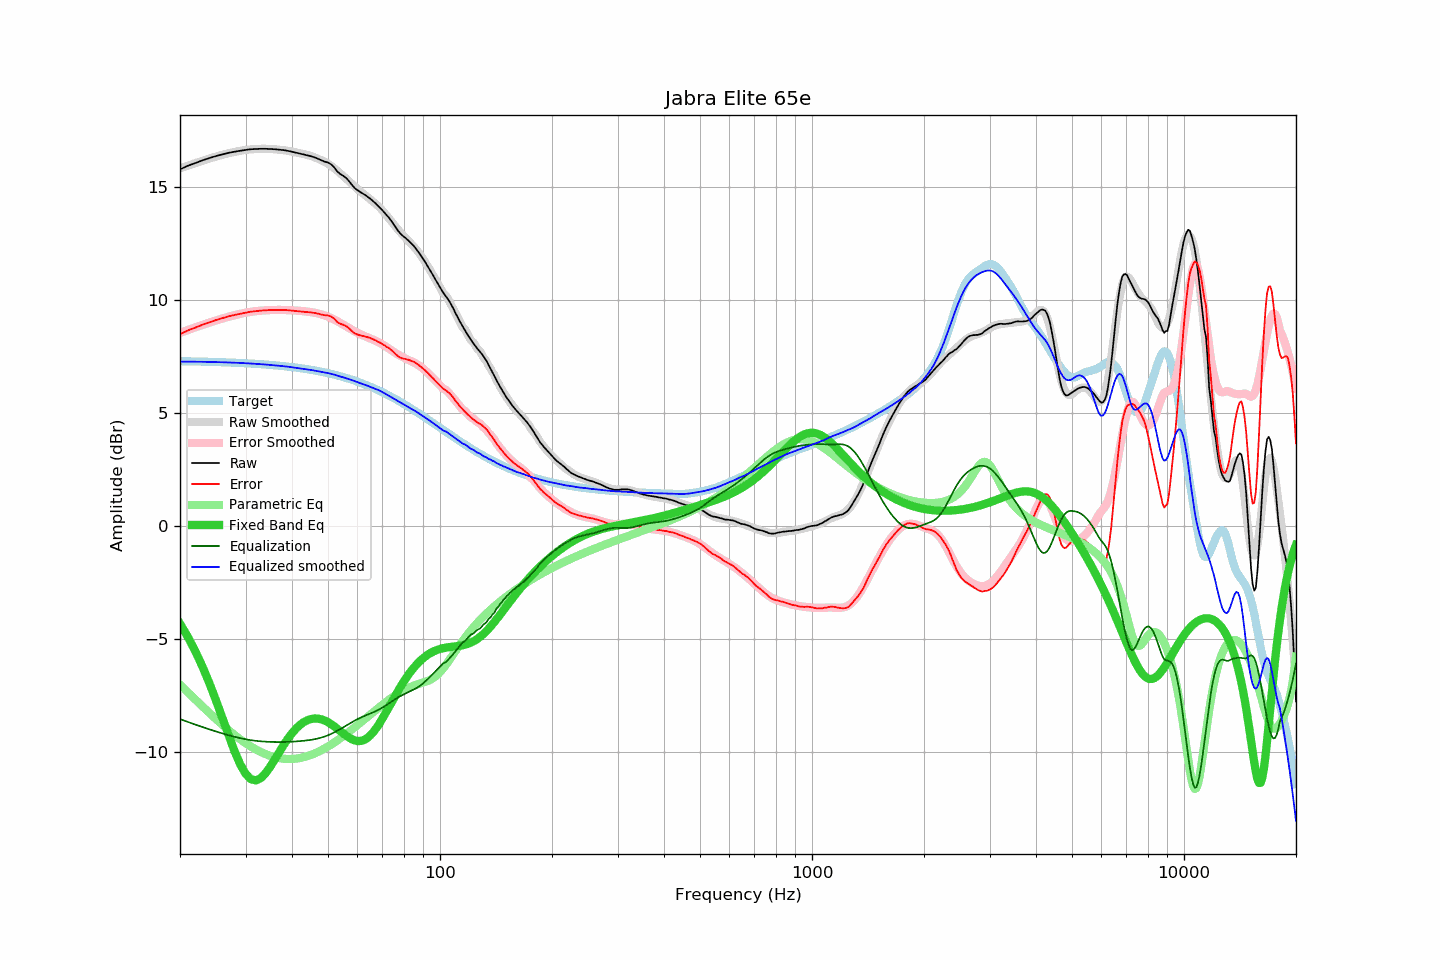 Jabra Elite 65e
15
10
5
0
−5
−10
Amplitude (dBr)
Target
Raw Smoothed
Error Smoothed
Raw
Error
Parametric Eq
Fixed Band Eq
Equalization
Equalized smoothed
100
1000
10000
Frequency (Hz)